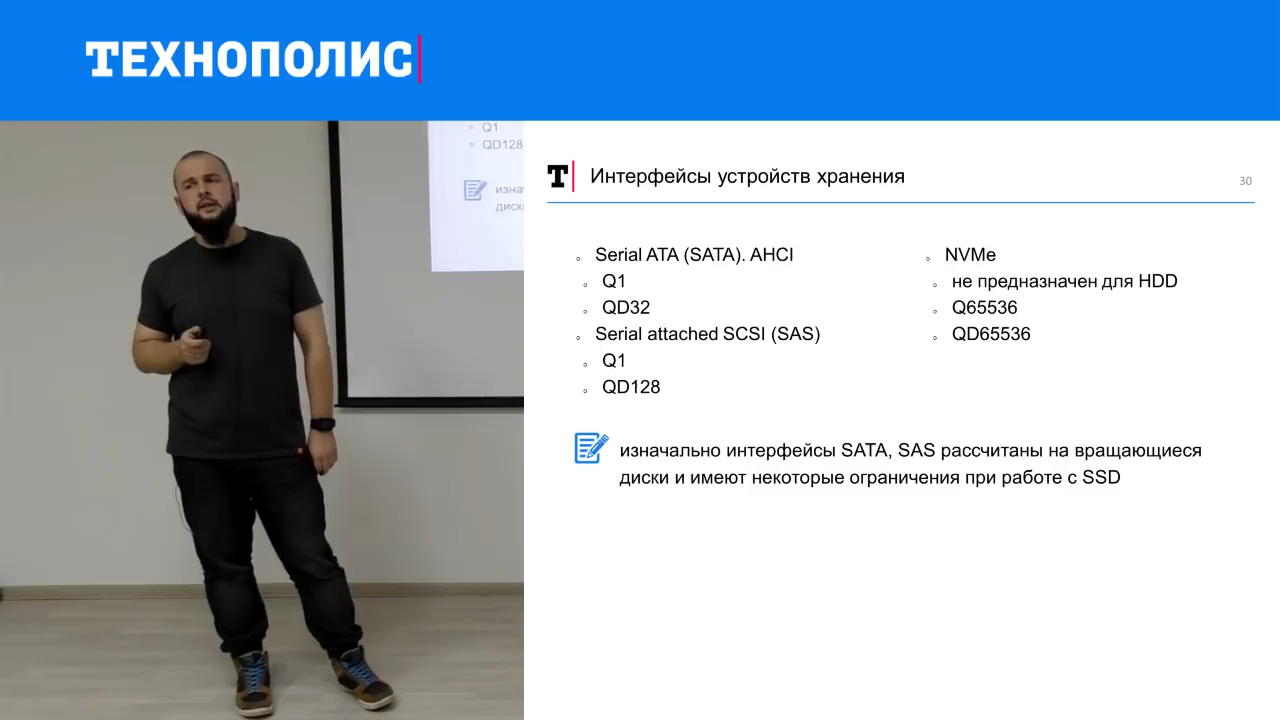 ТЕХНОПОЛИС
Q1
QD128
изна
диск
Т Интерфейсы устройств хранения
30
Serial ATA (SATA). AHCI
Q1
QD32
Serial attached SCSI (SAS)
Q1
QD128
NVMe
не предназначен для HDD
Q65536
QD65536
изначально интерфейсы SATA, SAS рассчитаны на вращающиеся
диски и имеют некоторые ограничения при работе с SSD